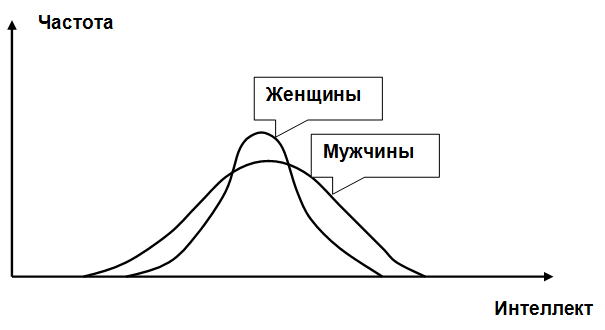 Частота
Женщины
Мужчины
Интеллект